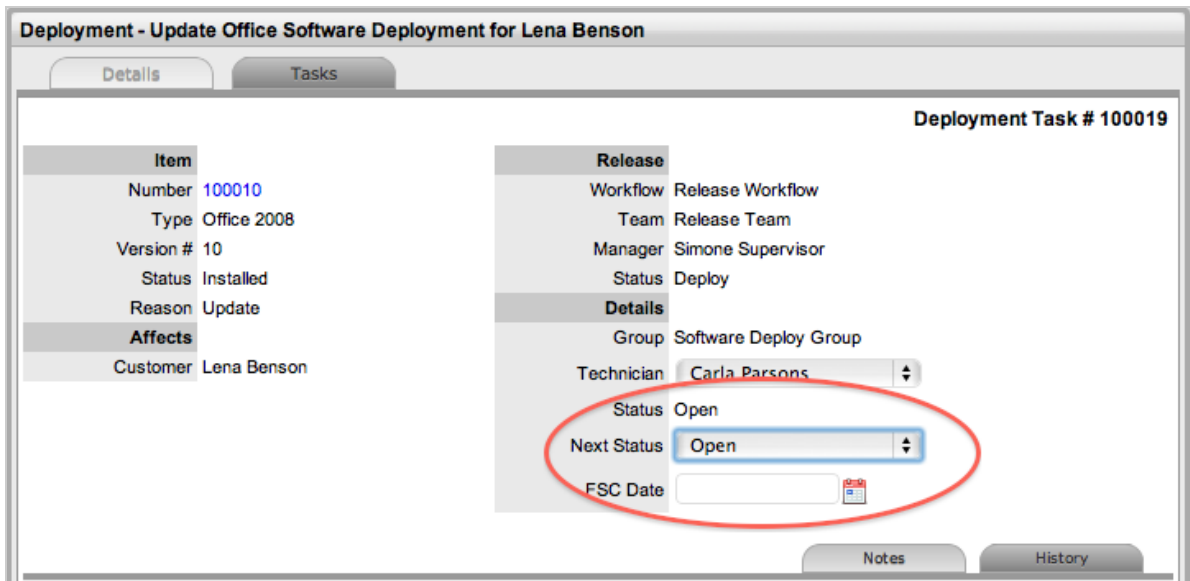 Deployment - Update Office Software Deployment for Lena Benson
Details
Tasks
Deployment Task # 100019
Item
Number 100010
Type Office 2008
Version # 10
Status Installed
Reason Update
Affects
Customer Lena Benson
Release
Workflow Release Workflow
Team Release Team
Manager Simone Supervisor
Status Deploy
Details
Group Software Deploy Group
Technician Carla Parsons
Status Open
Next Status Open
FSC Date
Notes
History